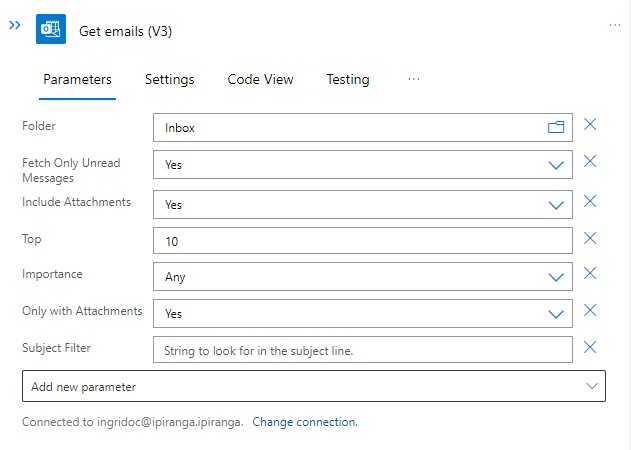 Get emails (V3)
Parameters Settings Code View Testing ...
Folder Inbox
Fetch Only Unread Messages Yes
Include Attachments Yes
Top 10
Importance Any
Only with Attachments Yes
Subject Filter String to look for in the subject line.
Add new parameter
Connected to ingridoc@ipiranga.ipiranga. Change connection.